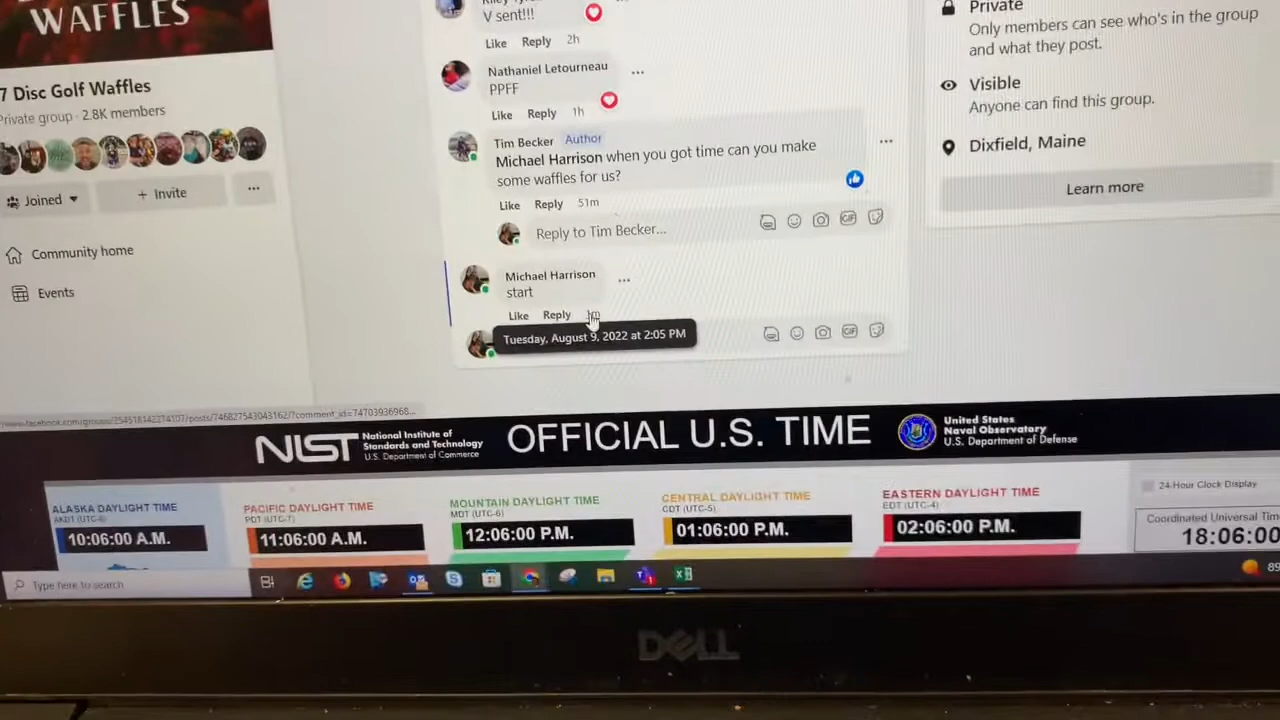 WAFFLES
7 Disc Golf Waffles
Private group · 2.8K members
Joined
+ Invite
Community home
Events
V sent!!!
Like Reply 2h
Nathaniel Letourneau
PPFF
Like Reply 1h
Tim Becker Author
Michael Harrison when you got time can you make
some waffles for us?
Like Reply 51m
Reply to Tim Becker...
Michael Harrison
start
Like Reply
Tuesday, August 9, 2022 at 2:05 PM
Private
Only members can see who's in the group
and what they post.
Visible
Anyone can find this group.
Dixfield, Maine
Learn more
NIST National Institute of
Standards and Technology
U.S. Department of Commerce
OFFICIAL U.S. TIME
United States
Naval Observatory
U.S. Department of Defense
ALASKA DAYLIGHT TIME
AKDT (UTC-8)
10:06:00 A.M.
PACIFIC DAYLIGHT TIME
PDT (UTC-7)
11:06:00 A.M.
MOUNTAIN DAYLIGHT TIME
MDT (UTC-6)
12:06:00 P.M.
CENTRAL DAYLIGHT TIME
CDT (UTC-5)
01:06:00 P.M.
EASTERN DAYLIGHT TIME
EDT (UTC-4)
02:06:00 P.M.
24-Hour Clock Display
Coordinated Universal Time
18:06:00
Type here to search
89
DELL